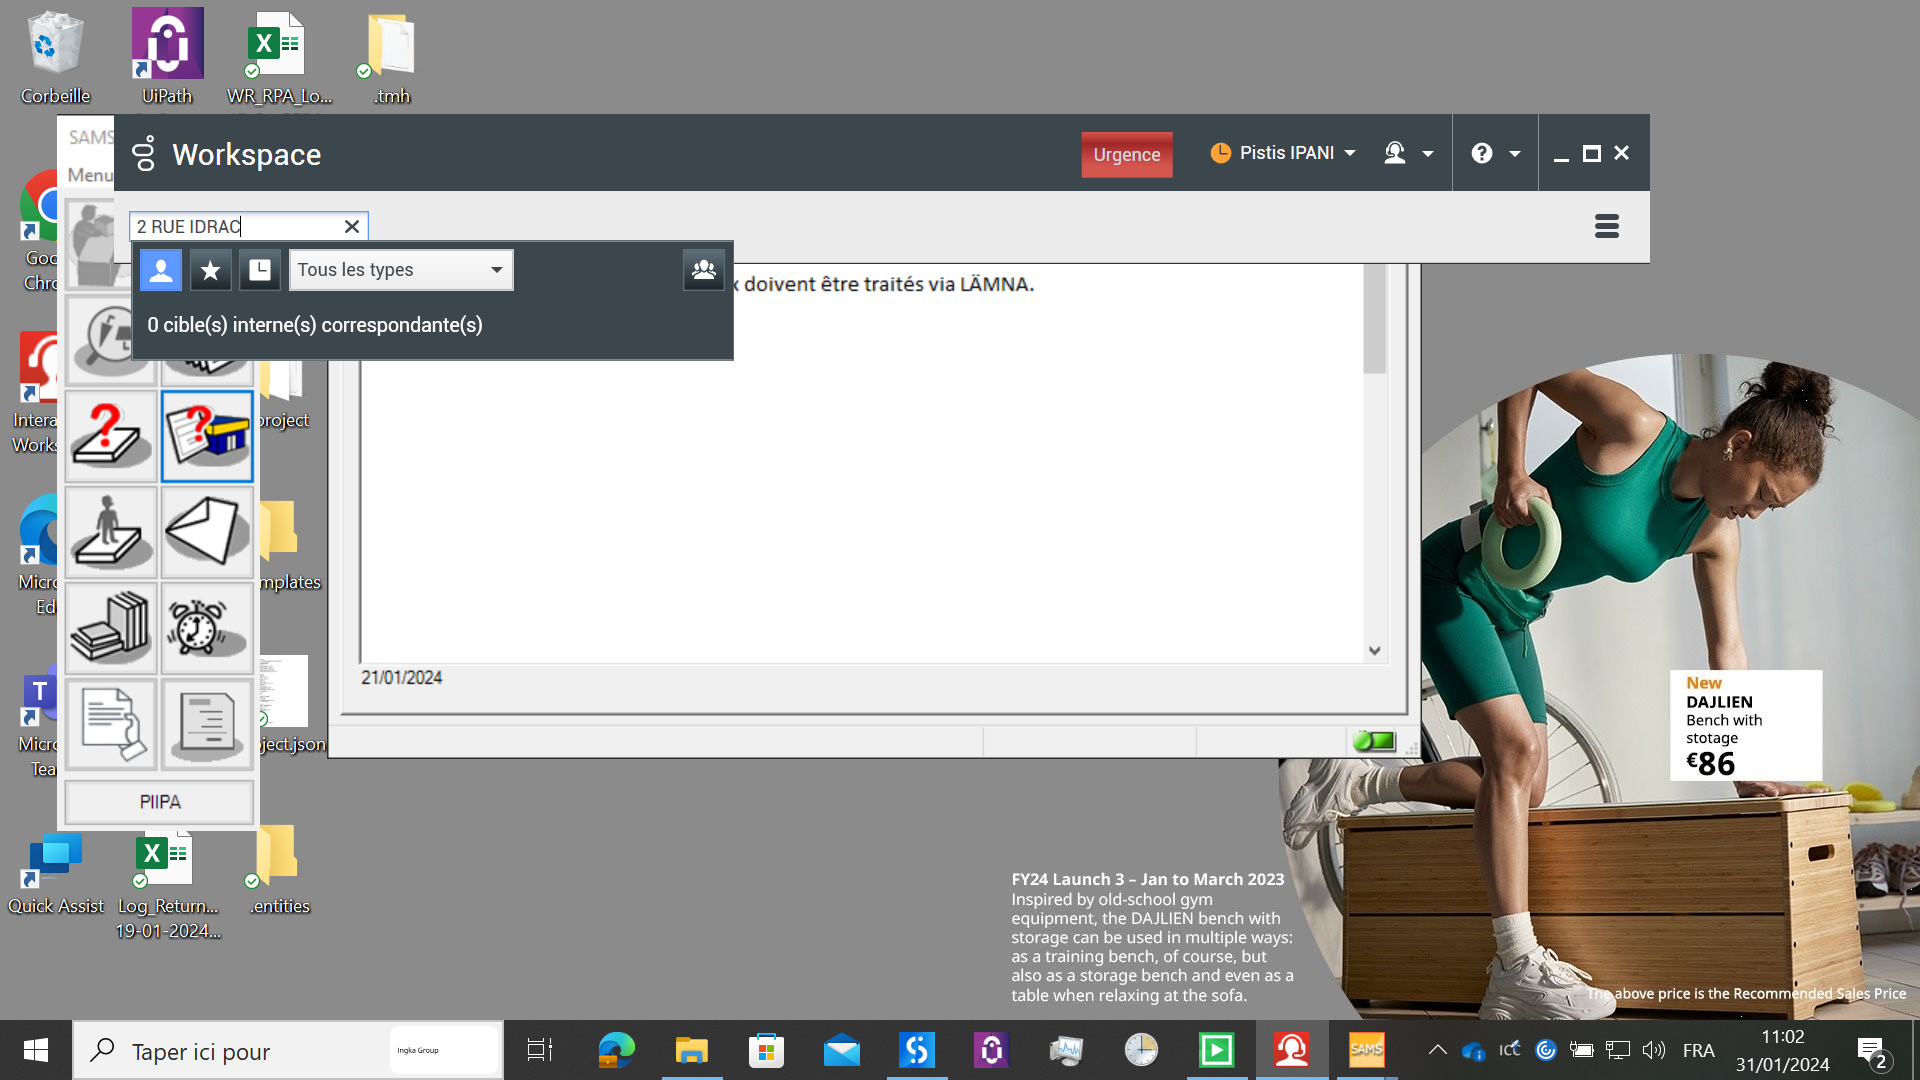 Corbeille
UiPath
WR_RPA_Lo...
.tmh
SAMS
Menu
Workspace
Urgence
Pistis IPANI
2 RUE IDRAC
Tous les types
0 cible(s) interne(s) correspondante(s)
doivent être traités via LÄMNA.
Goo
Chro
Intera
Works
project
Micro
Ed
mplates
T
Micro
Tea
ject.json
21/01/2024
PIIPA
Quick Assist
Log_Return...
19-01-2024...
.entities
New
DAJLIEN
Bench with
stotage
€86
FY24 Launch 3 – Jan to March 2023
Inspired by old-school gym
equipment, the DAJLIEN bench with
storage can be used in multiple ways:
as a training bench, of course, but
also as a storage bench and even as a
table when relaxing at the sofa.
The above price is the Recommended Sales Price
Taper ici pour
Ingka Group
SAMS
FRA
11:02
31/01/2024
2